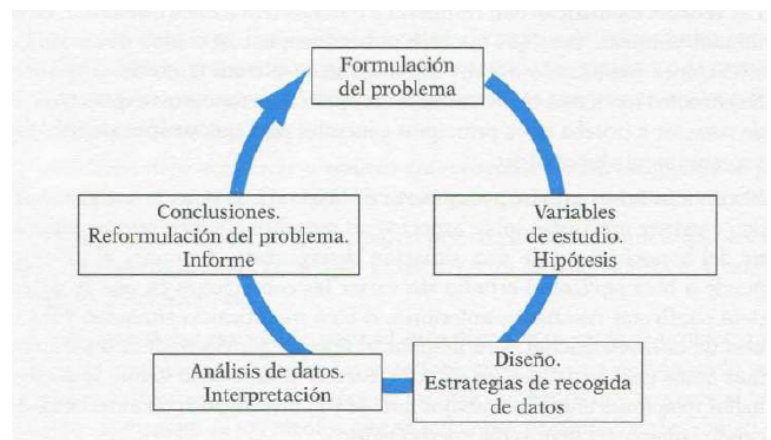 Formulación
del problema
Variables
de estudio.
Hipótesis
Diseño.
Estrategias de recogida
de datos
Análisis de datos.
Interpretación
Conclusiones.
Reformulación del problema.
Informe